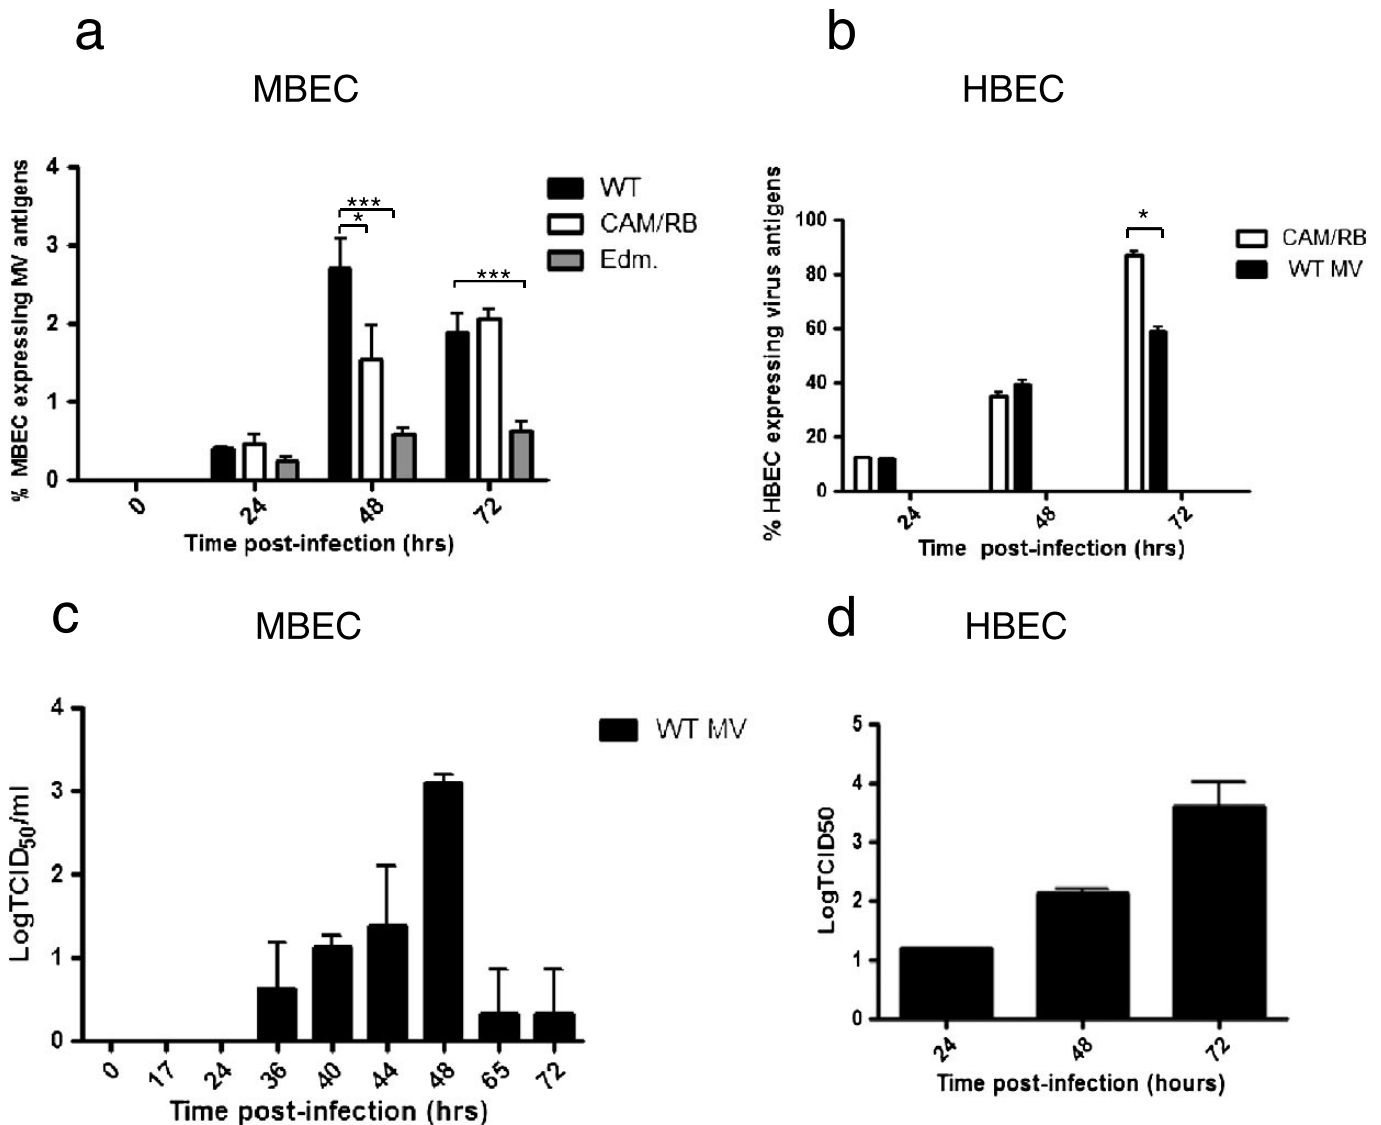 a
MBEC
% MBEC expressing MV antigens
4
3
2
1
0
***
*
***
WT
CAM/RB
Edm.
0 24 48 72
Time post-infection (hrs)
b
HBEC
% HBEC expressing virus antigens
100
80
60
40
20
0
*
CAM/RB
WT MV
24 48 72
Time post-infection (hrs)
c
MBEC
LogTCID50/ml
4
3
2
1
0
WT MV
0 17 24 36 40 44 48 65 72
Time post-infection (hrs)
d
HBEC
LogTCID50
5
4
3
2
1
0
24 48 72
Time post-infection (hours)